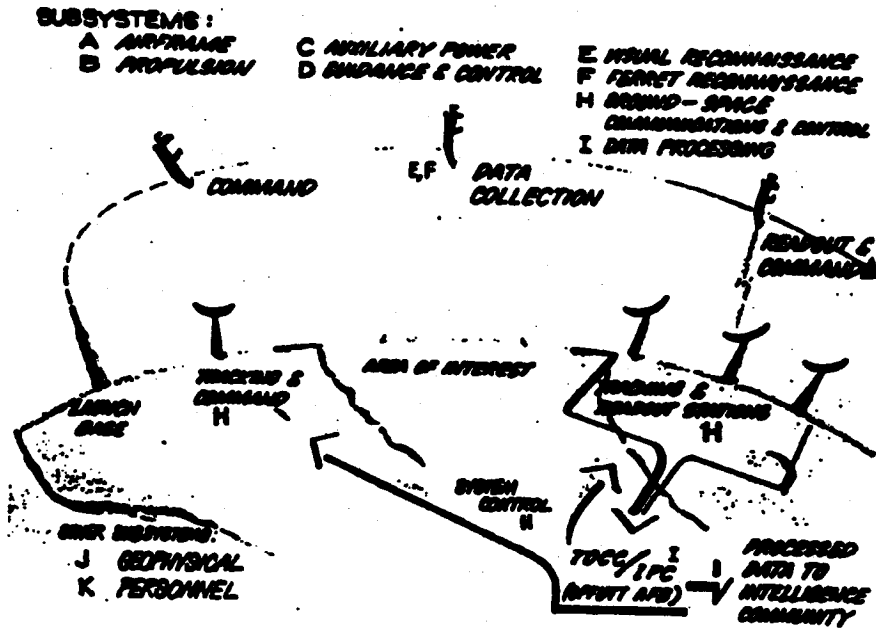 SUBSYSTEMS:
A AIRFRAME
B PROPULSION
C AUXILIARY POWER
D GUIDANCE & CONTROL
E VISUAL RECONNAISSANCE
F FERRET RECONNAISSANCE
H GROUND-SPACE
COMMUNICATIONS & CONTROL
I DATA PROCESSING
COMMAND
E,F
DATA
COLLECTION
READOUT &
COMMAND
TRACKING &
COMMAND
H
AREA OF INTEREST
TRACKING &
READOUT STATIONS
H
LAUNCH
BASE
SYSTEM
CONTROL
H
OTHER SUBSYSTEMS:
J GEOPHYSICAL
K PERSONNEL
TOCC/IPC
I
(OFFUTT AFB)
I
PROCESSED
DATA TO
INTELLIGENCE
COMMUNITY